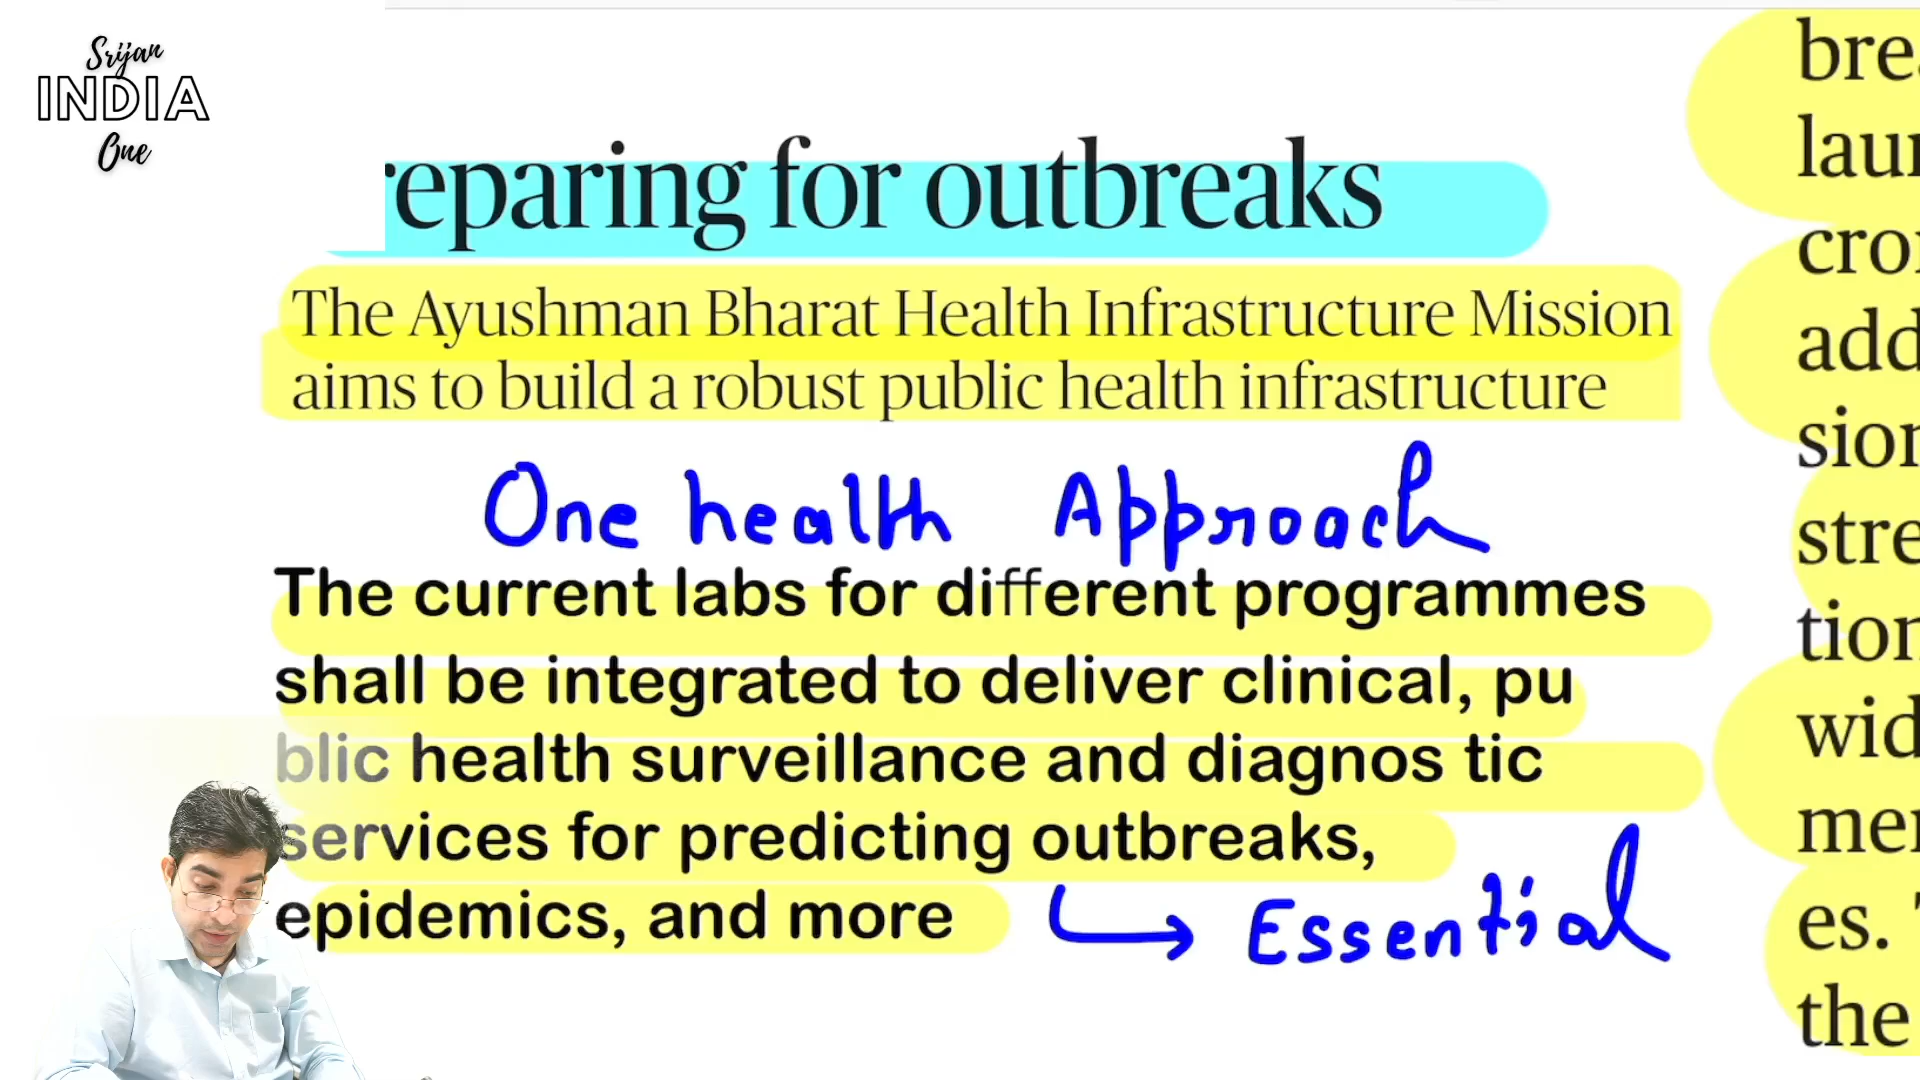 Srijan
INDIA
One
reparing for outbreaks
The Ayushman Bharat Health Infrastructure Mission
aims to build a robust public health infrastructure
One health Approach
The current labs for different programmes
shall be integrated to deliver clinical, pu
blic health surveillance and diagnos tic
services for predicting outbreaks,
epidemics, and more
Essential
es.
the